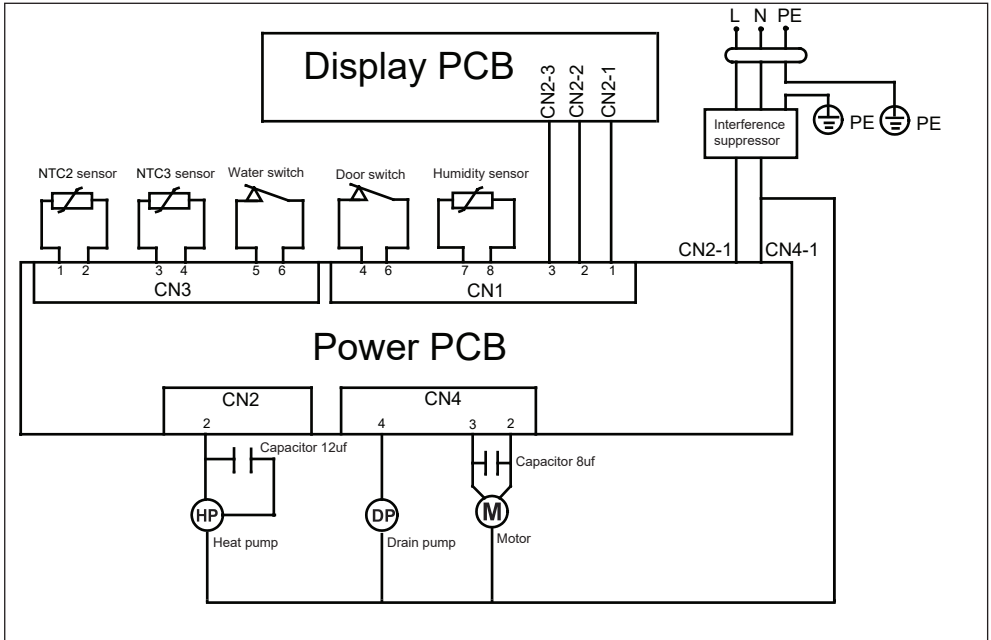 L N PE
Display PCB
CN2-3
CN2-2
CN2-1
Interference
suppressor
PE
PE
NTC2 sensor
NTC3 sensor
Water switch
Door switch
Humidity sensor
CN2-1
CN4-1
1 2 3 4 5 6
4 6 7 8 3 2 1
CN3
CN1
Power PCB
CN2
CN4
2
4
3
2
Capacitor 12uf
Capacitor 8uf
HP
DP
M
Heat pump
Drain pump
Motor